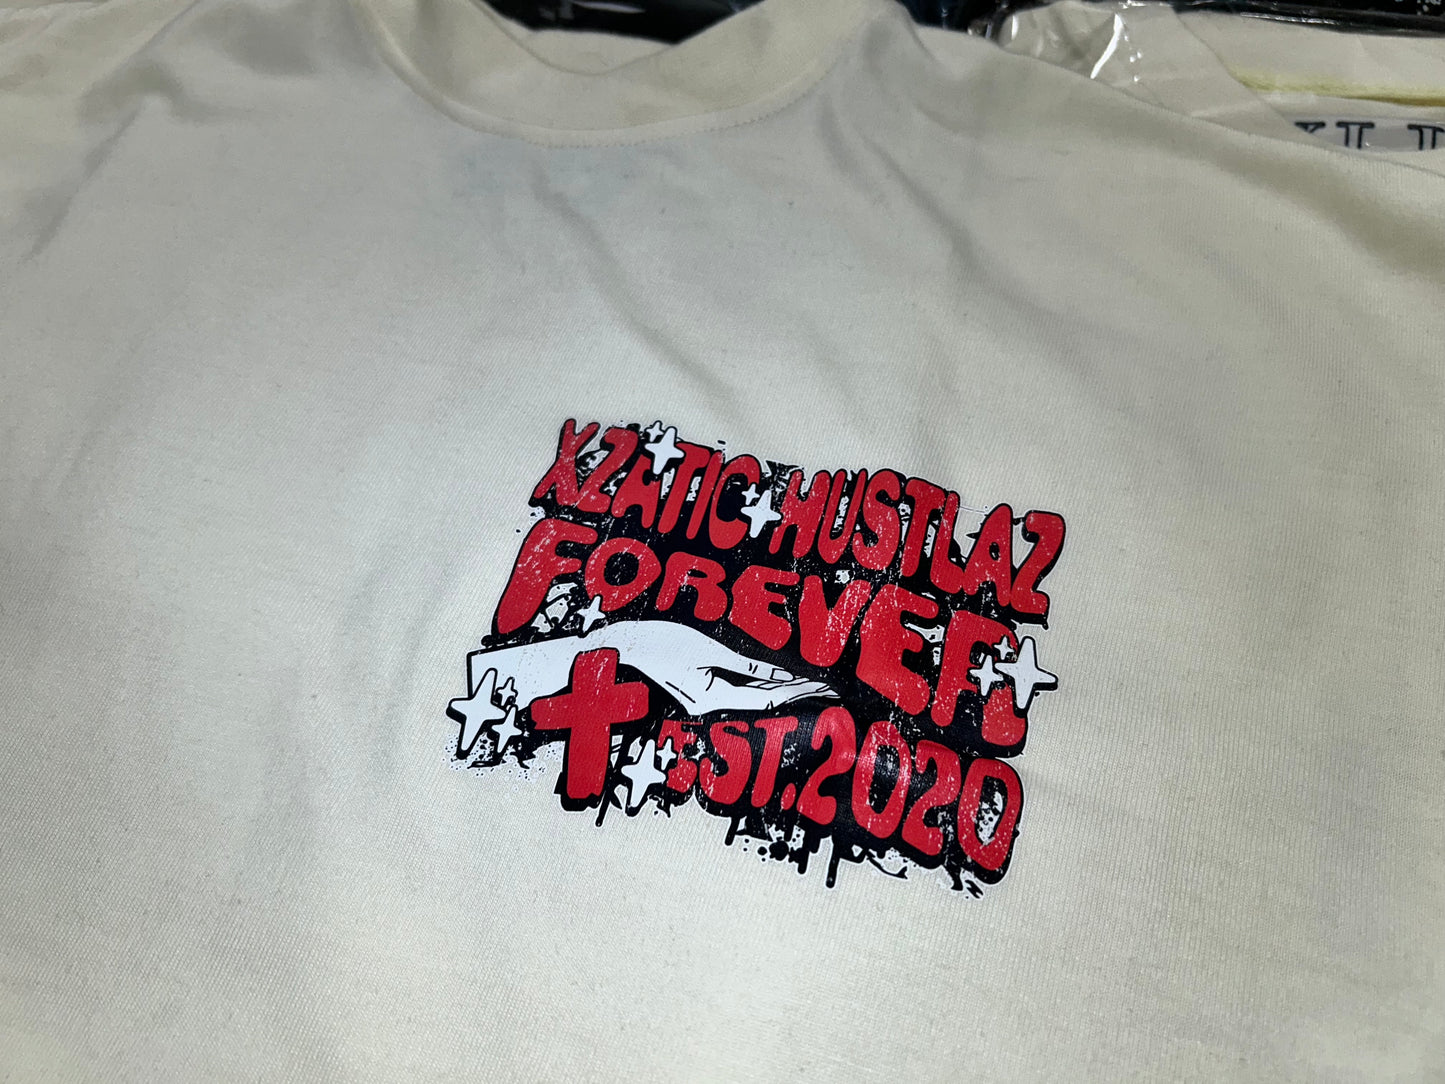 XZATIC HUSTLAZ
FOREVER
EST.2020